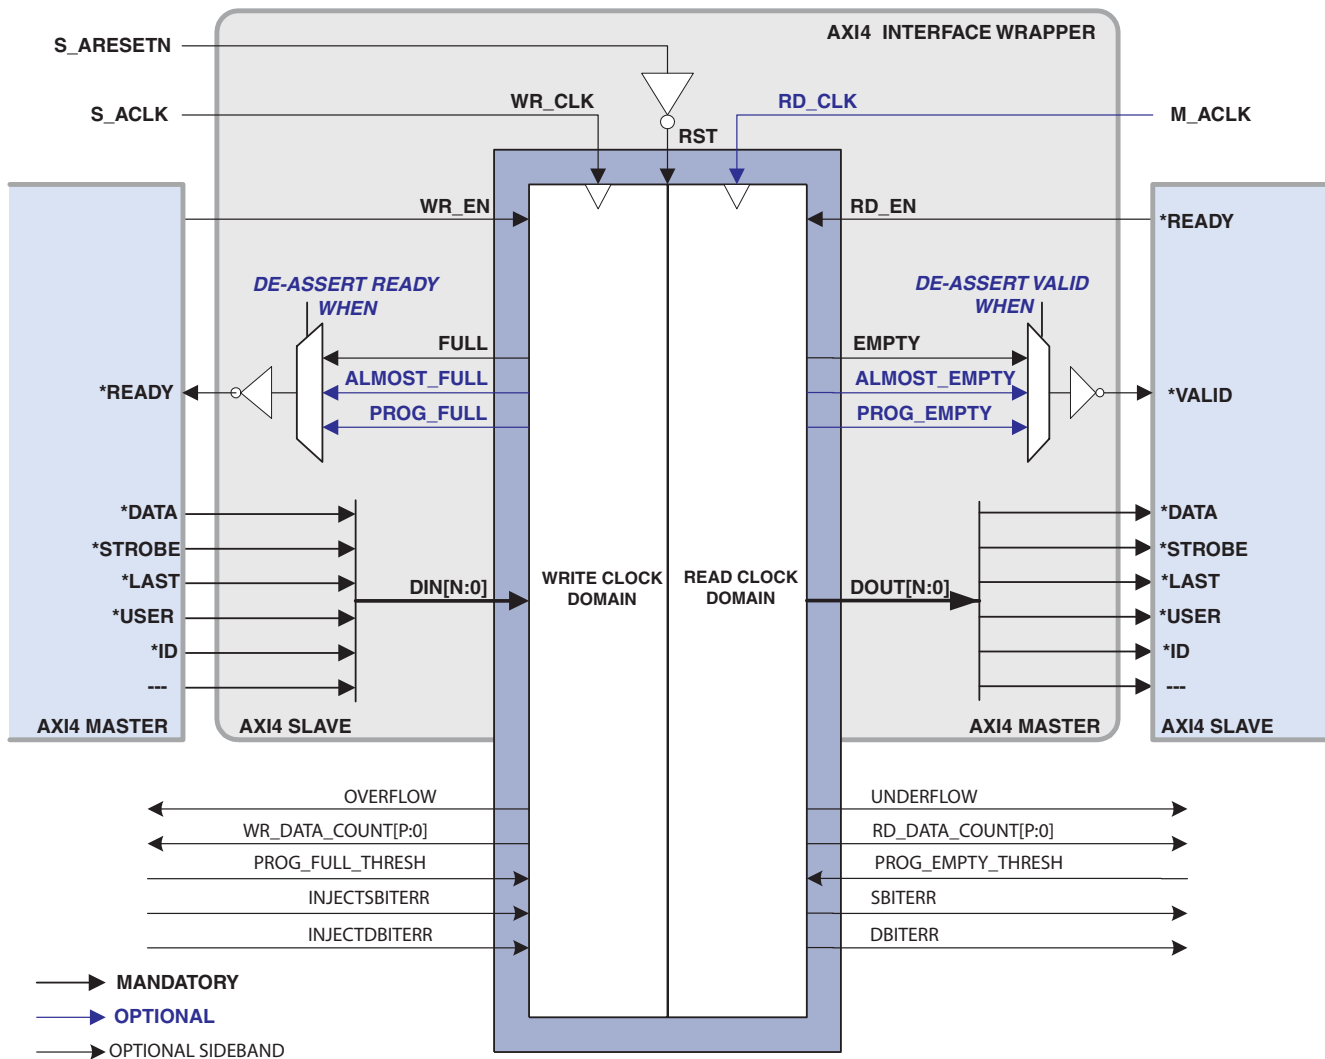 AXI4 INTERFACE WRAPPER
S_ARESETN
S_ACLK
WR_CLK
RD_CLK
M_ACLK
RST
WR_EN
RD_EN
*READY
DE-ASSERT READY
WHEN
DE-ASSERT VALID
WHEN
FULL
EMPTY
*READY
ALMOST_FULL
ALMOST_EMPTY
*VALID
PROG_FULL
PROG_EMPTY
*DATA
*STROBE
*LAST
*USER
*ID
---
DIN[N:0]
WRITE CLOCK
DOMAIN
READ CLOCK
DOMAIN
DOUT[N:0]
*DATA
*STROBE
*LAST
*USER
*ID
---
AXI4 MASTER
AXI4 SLAVE
AXI4 MASTER
AXI4 SLAVE
OVERFLOW
UNDERFLOW
WR_DATA_COUNT[P:0]
RD_DATA_COUNT[P:0]
PROG_FULL_THRESH
PROG_EMPTY_THRESH
INJECTSBITERR
SBITERR
INJECTDBITERR
DBITERR
MANDATORY
OPTIONAL
OPTIONAL SIDEBAND